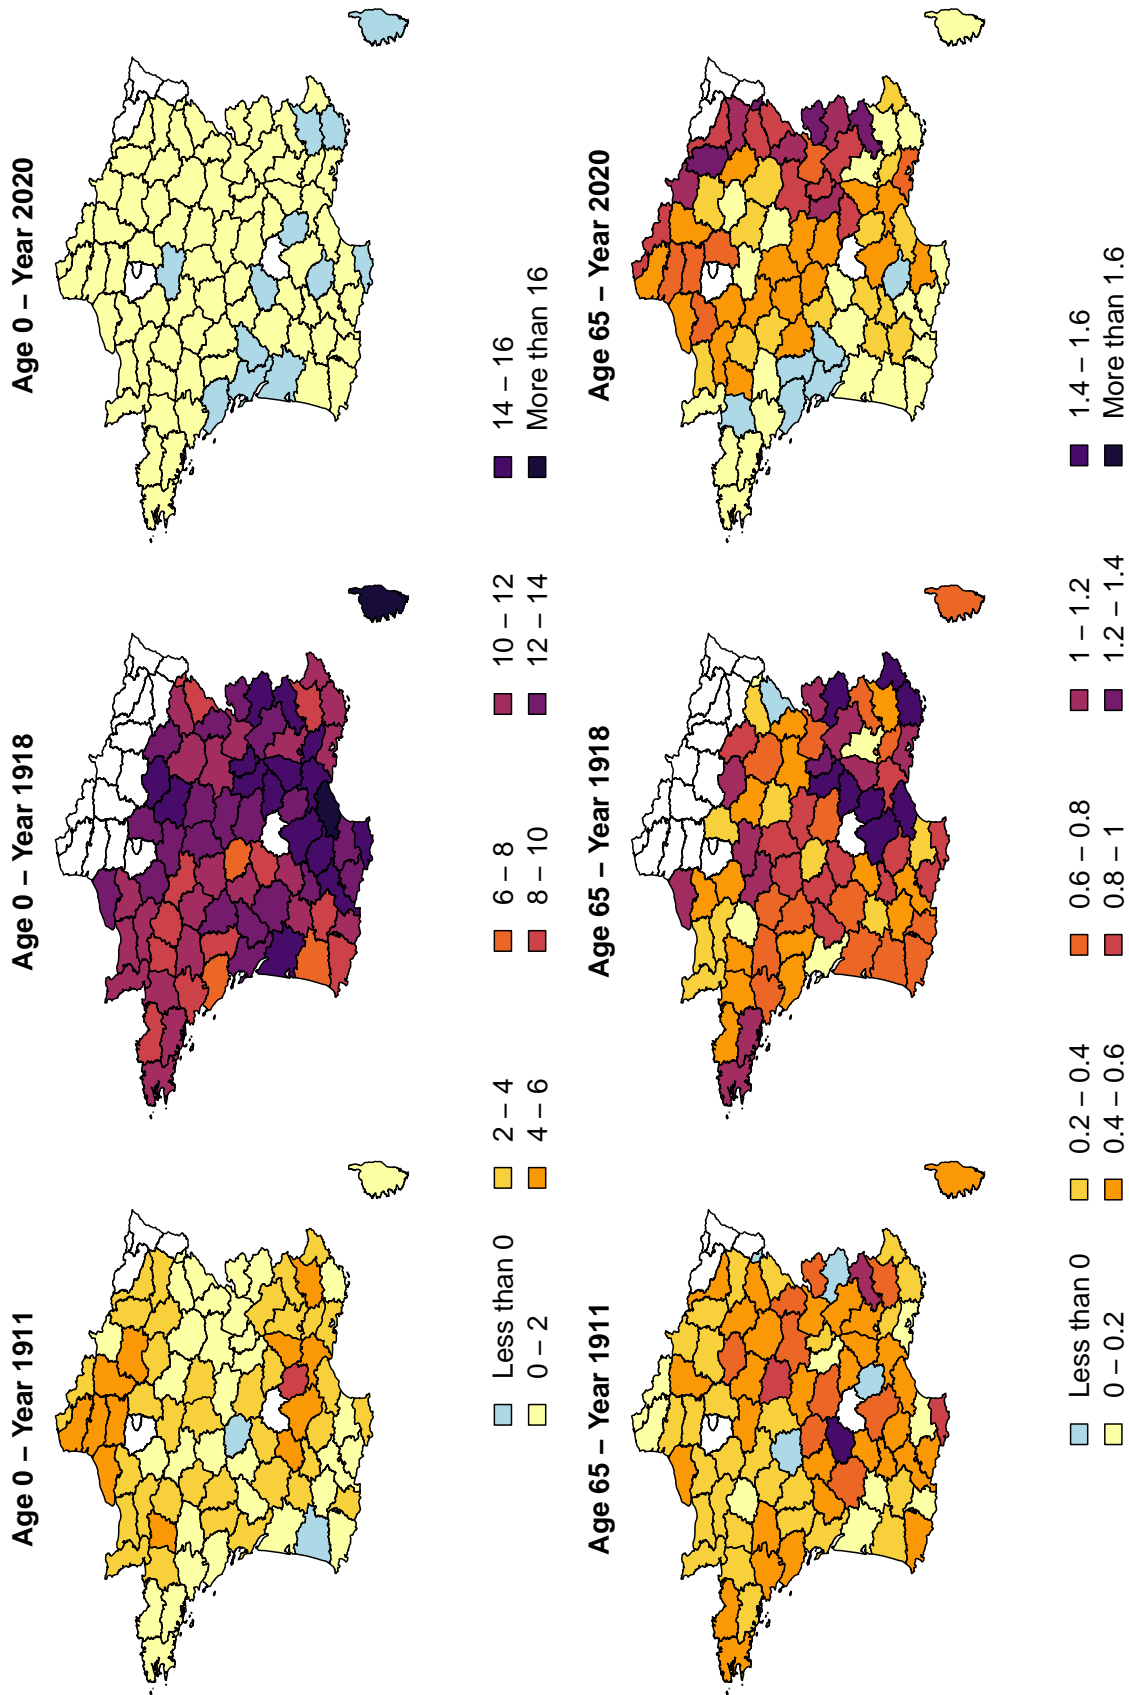 Age 0 – Year 1911
Age 0 – Year 1918
Age 0 – Year 2020
Less than 0
0 – 2
2 – 4
4 – 6
6 – 8
8 – 10
10 – 12
12 – 14
14 – 16
More than 16
Age 65 – Year 1911
Age 65 – Year 1918
Age 65 – Year 2020
Less than 0
0 – 0.2
0.2 – 0.4
0.4 – 0.6
0.6 – 0.8
0.8 – 1
1 – 1.2
1.2 – 1.4
1.4 – 1.6
More than 1.6